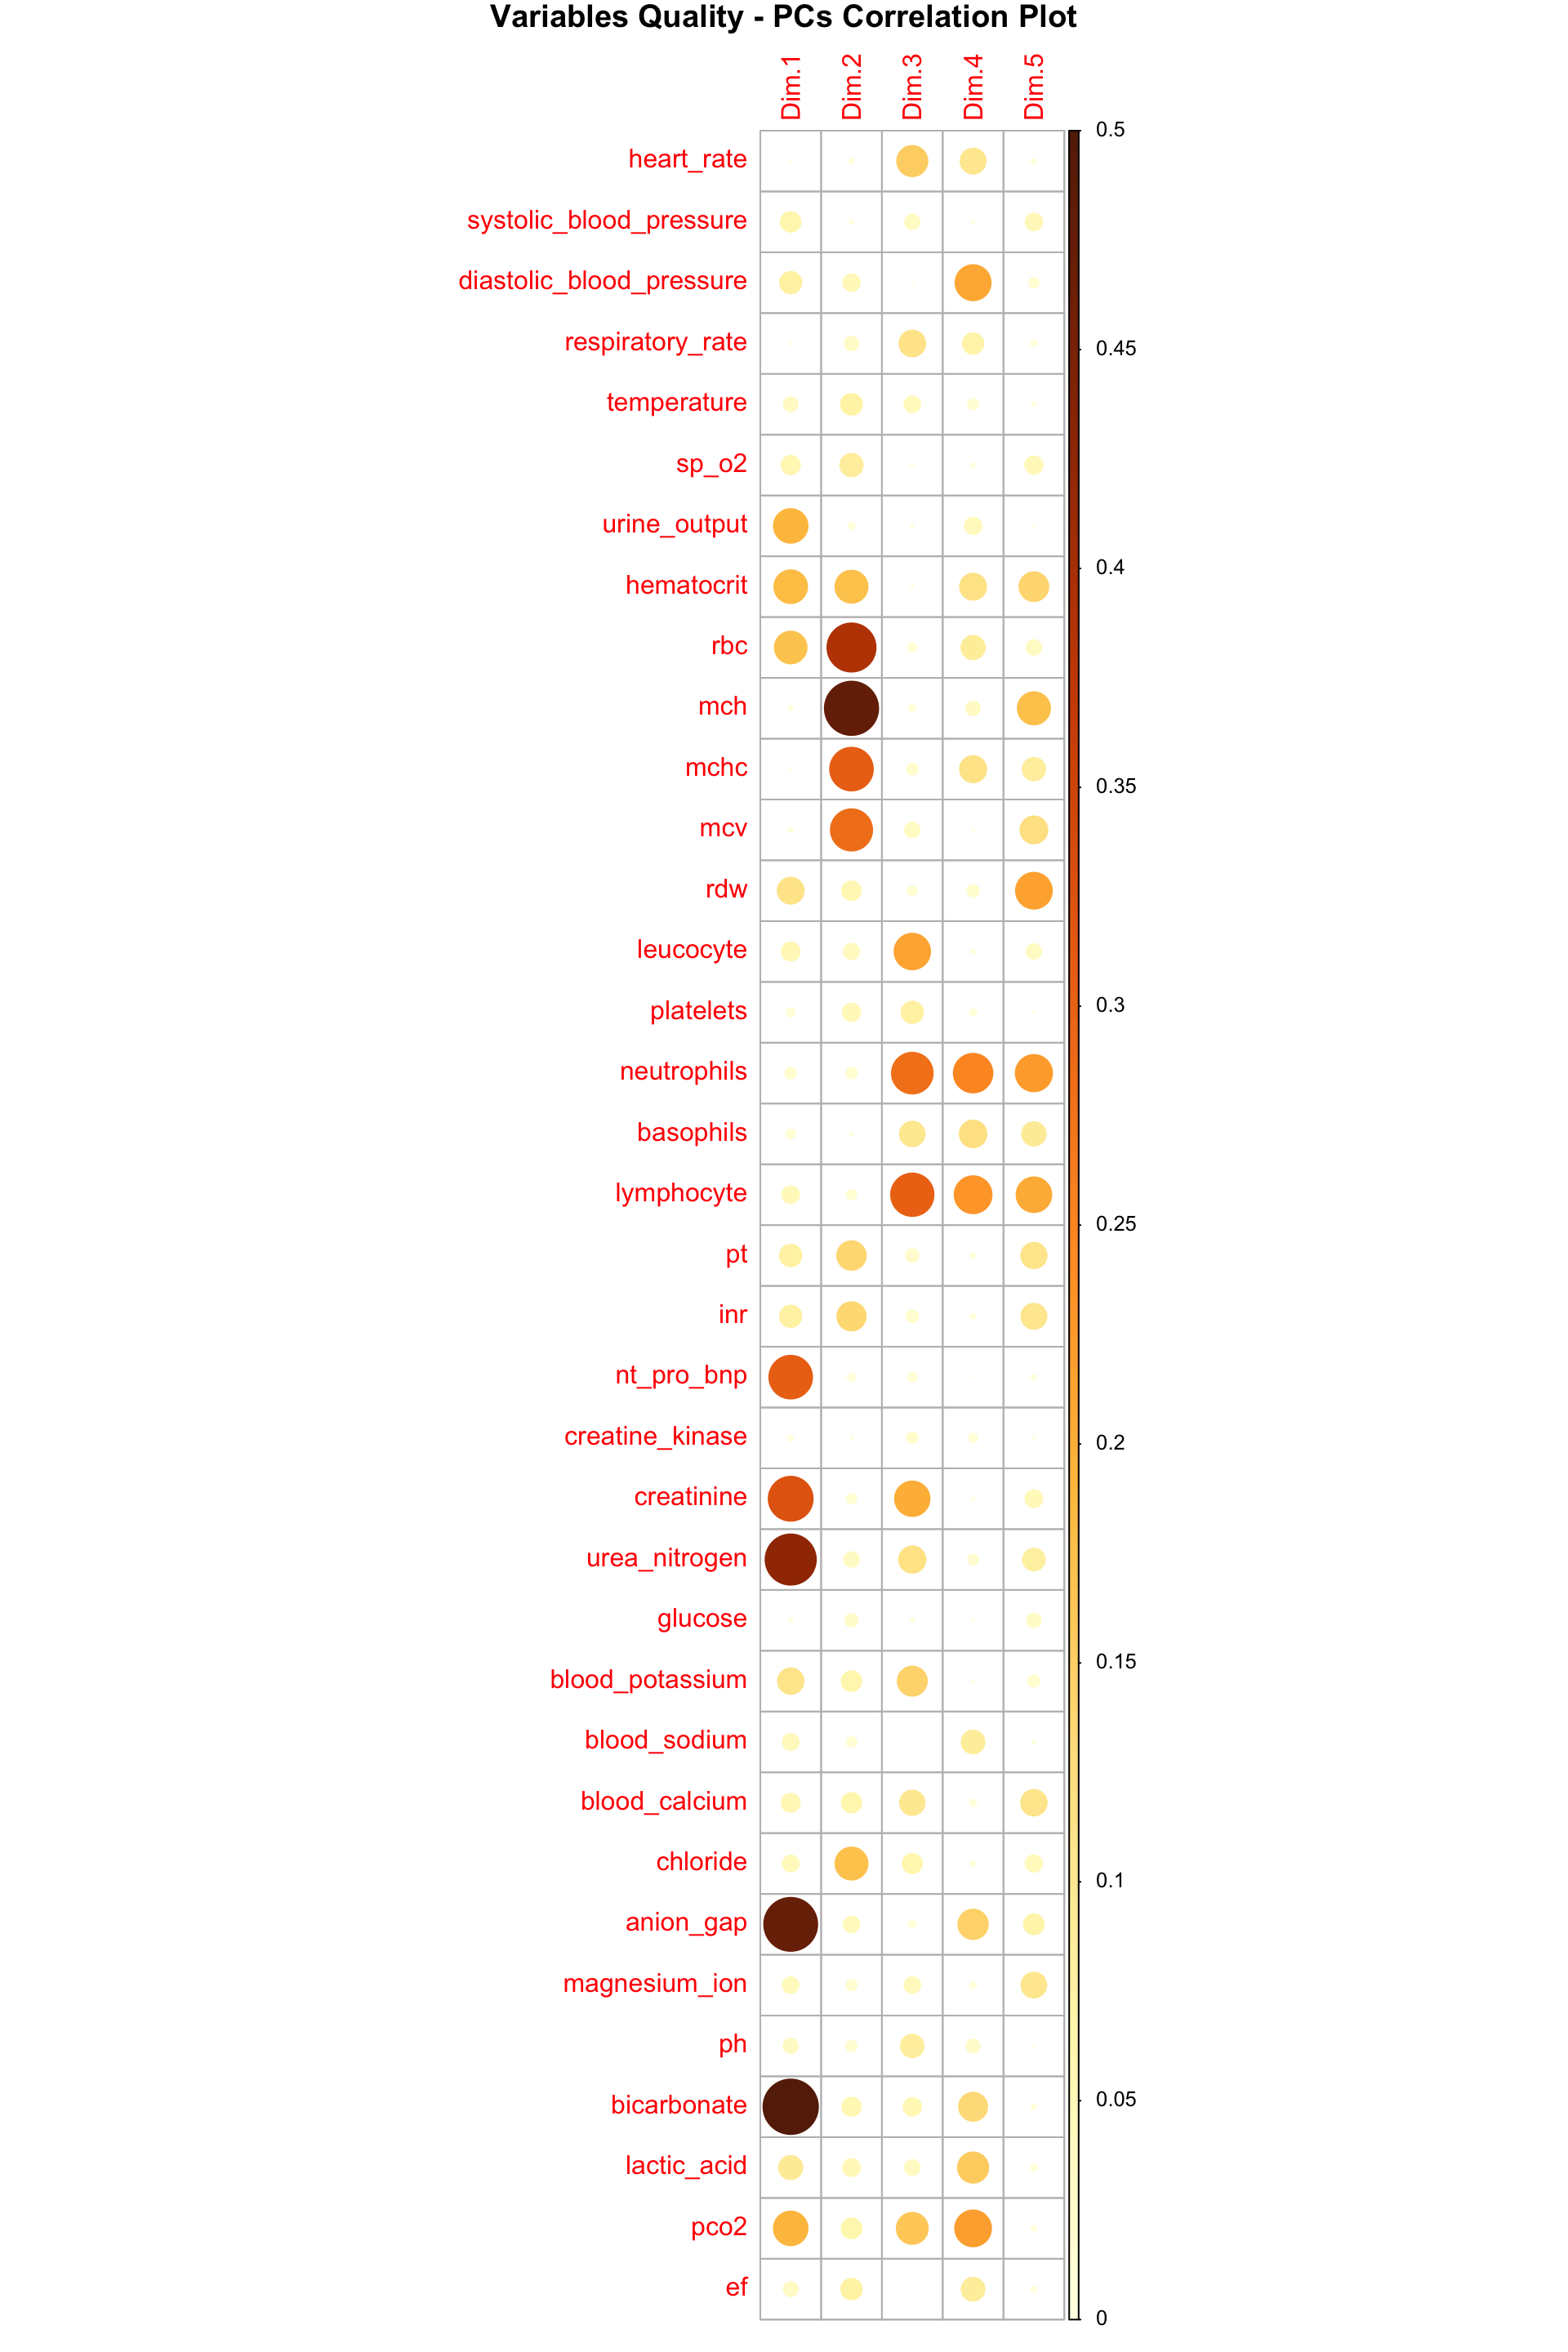 Variables Quality - PCs Correlation Plot
Dim.1 Dim.2 Dim.3 Dim.4 Dim.5
heart_rate
systolic_blood_pressure
diastolic_blood_pressure
respiratory_rate
temperature
sp_o2
urine_output
hematocrit
rbc
mch
mchc
mcv
rdw
leucocyte
platelets
neutrophils
basophils
lymphocyte
pt
inr
nt_pro_bnp
creatine_kinase
creatinine
urea_nitrogen
glucose
blood_potassium
blood_sodium
blood_calcium
chloride
anion_gap
magnesium_ion
ph
bicarbonate
lactic_acid
pco2
ef
0.5
0.45
0.4
0.35
0.3
0.25
0.2
0.15
0.1
0.05
0